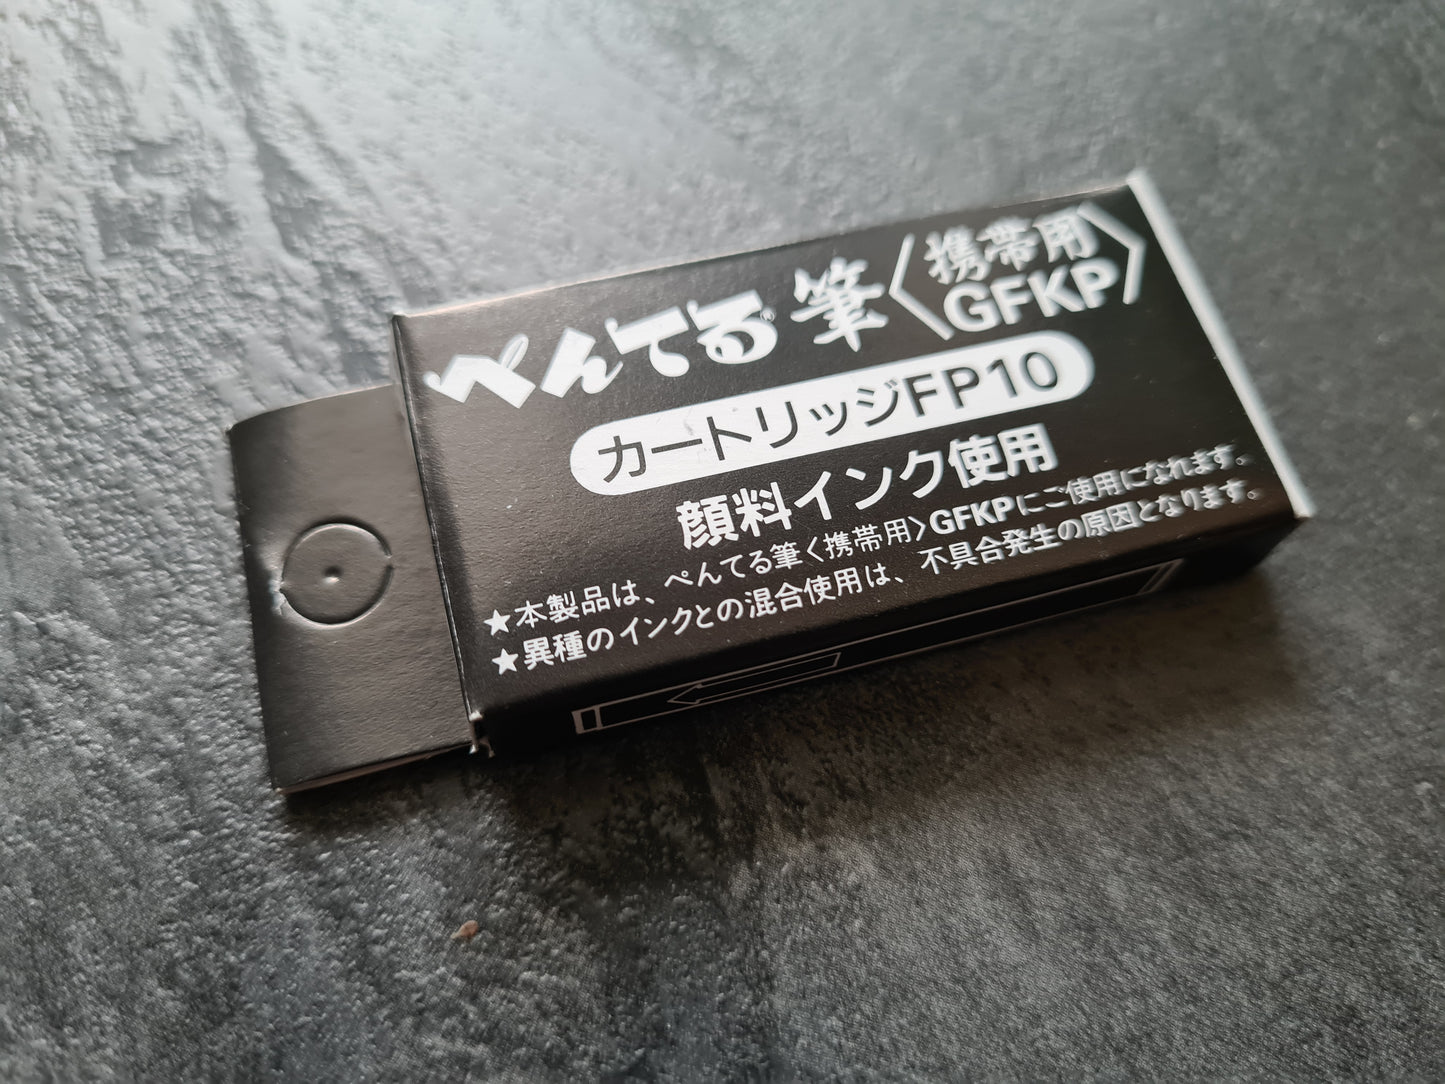 ぺんてる筆〈携帯用〉GFKP
カートリッジFP10
顔料インク使用
★本製品は、ぺんてる筆〈携帯用〉GFKPにご使用になれます。
★異種のインクとの混合使用は、不具合発生の原因となります。